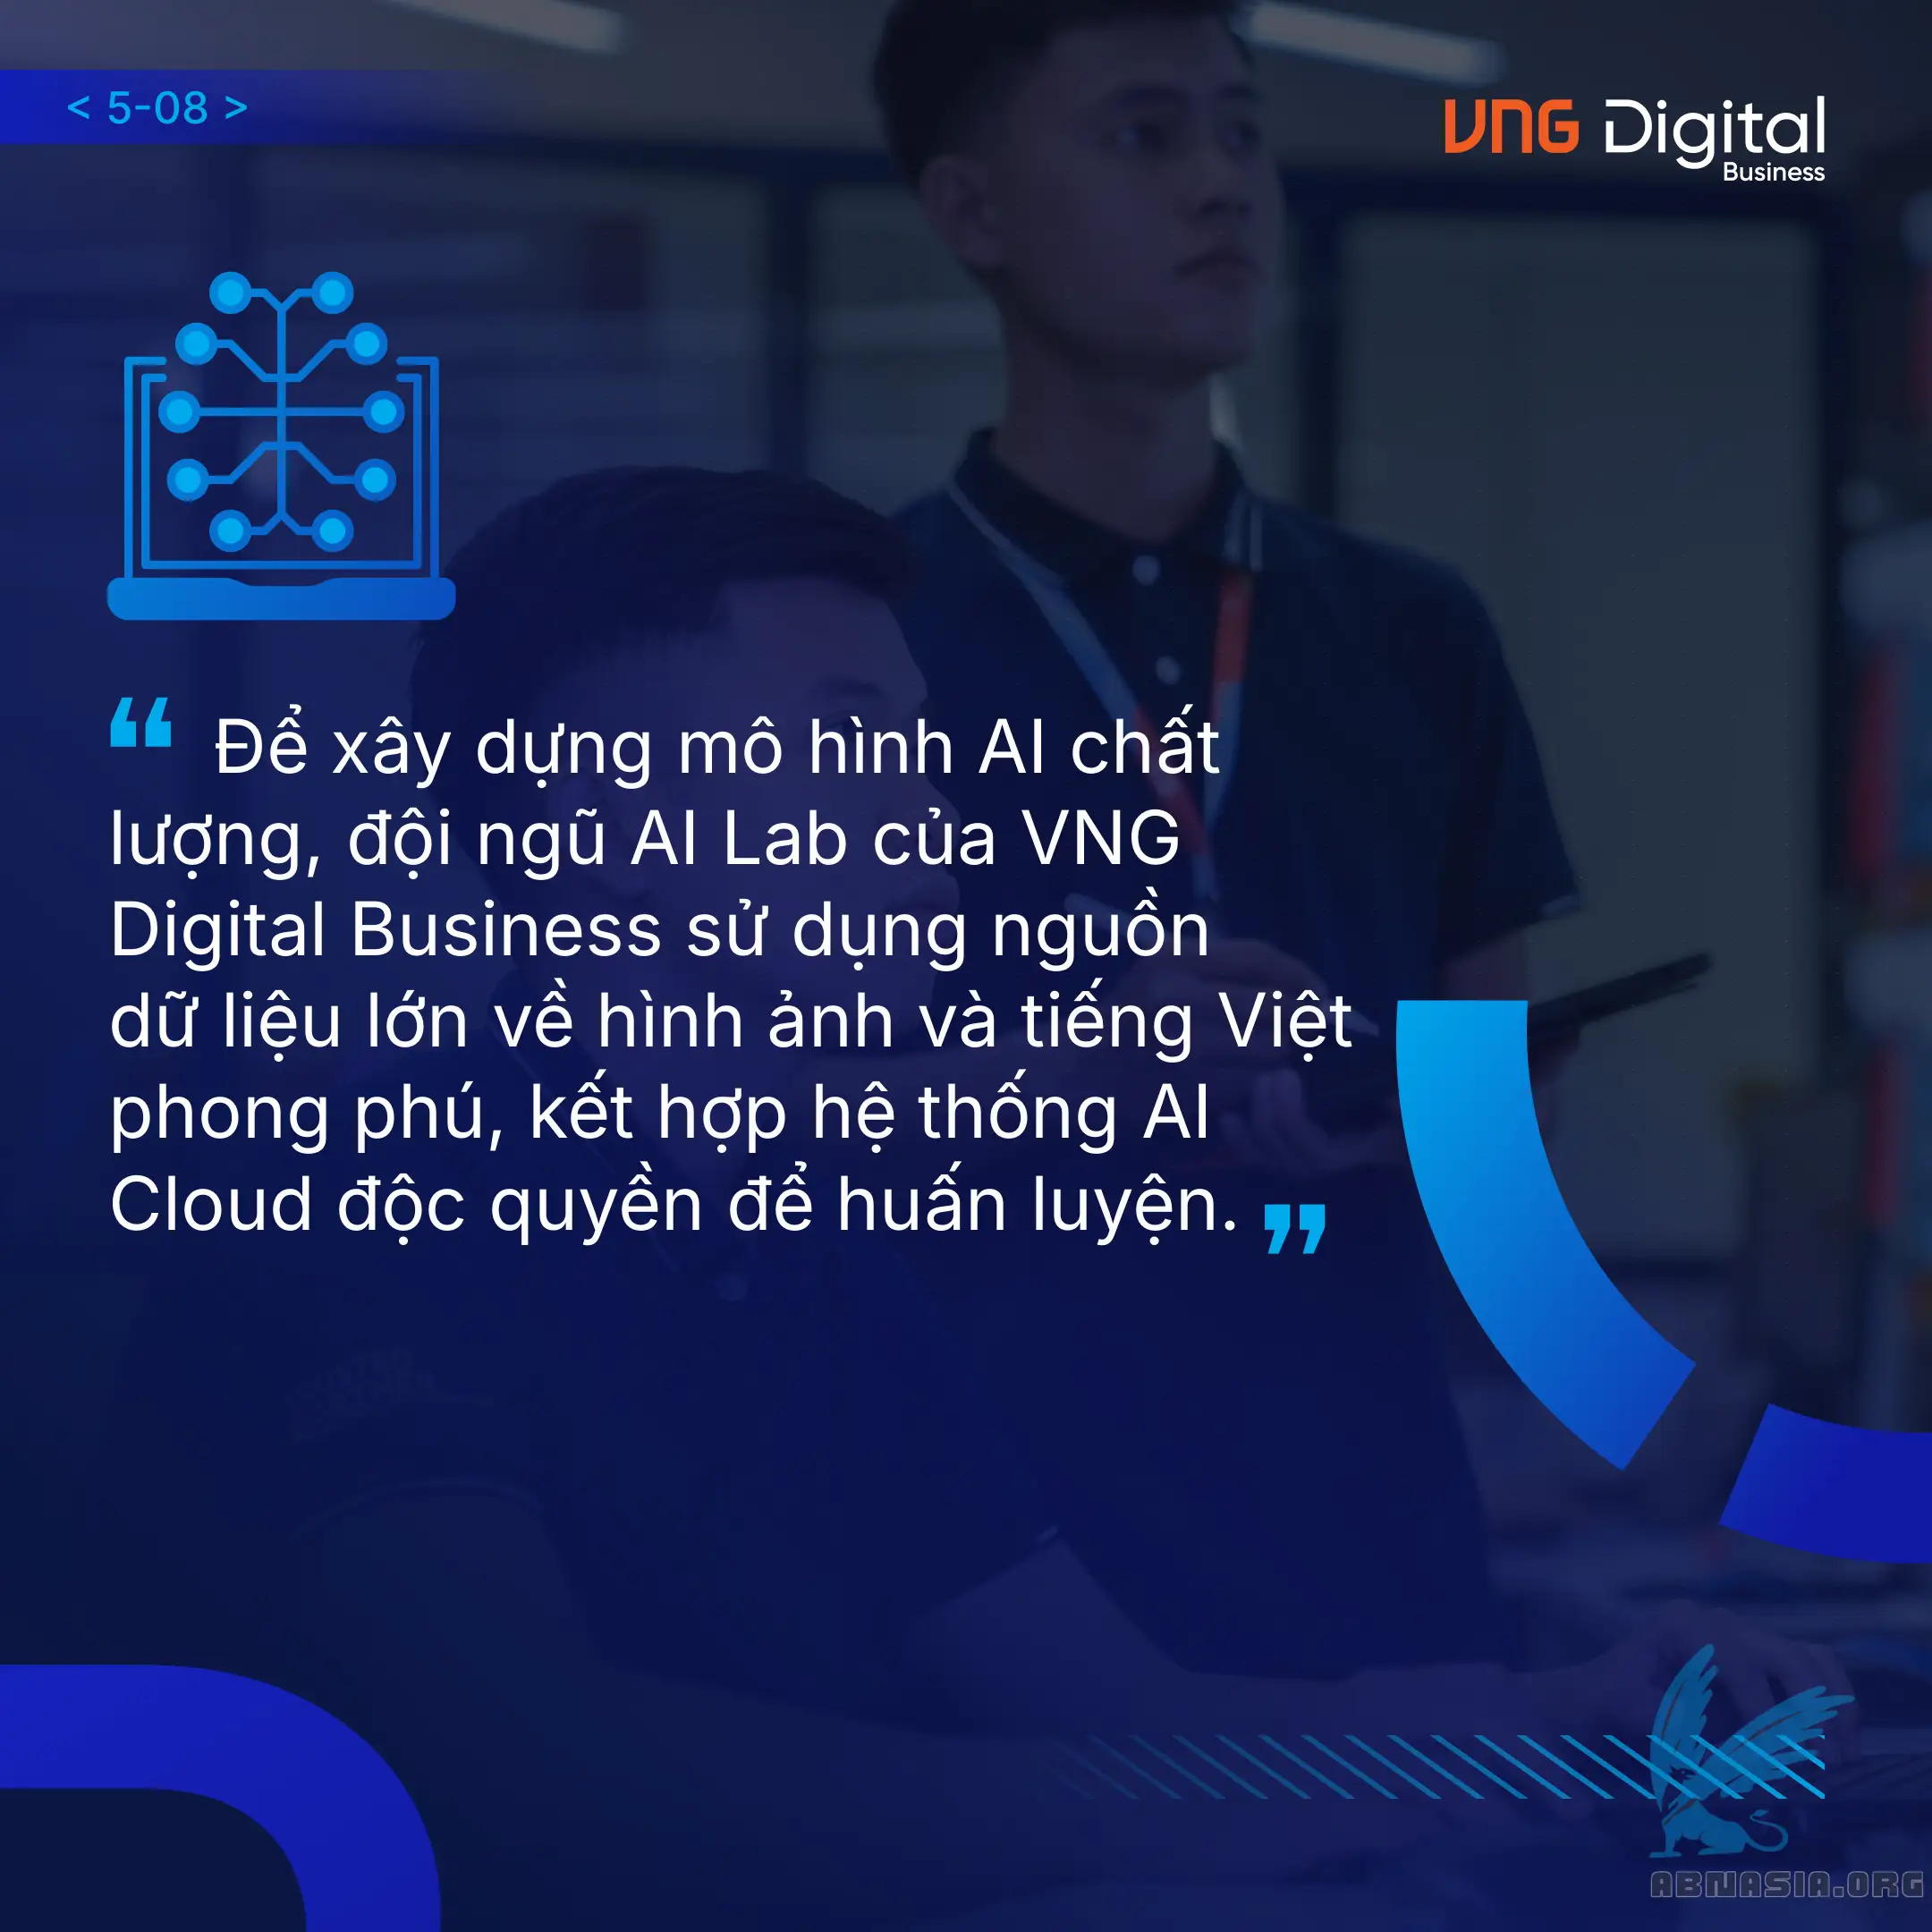 < 5-08 >
VNG Digital
Business
“ Để xây dựng mô hình AI chất
lượng, đội ngũ AI Lab của VNG
Digital Business sử dụng nguồn
dữ liệu lớn về hình ảnh và tiếng Việt
phong phú, kết hợp hệ thống AI
Cloud độc quyền để huấn luyện. ”
ABNASIA.ORG